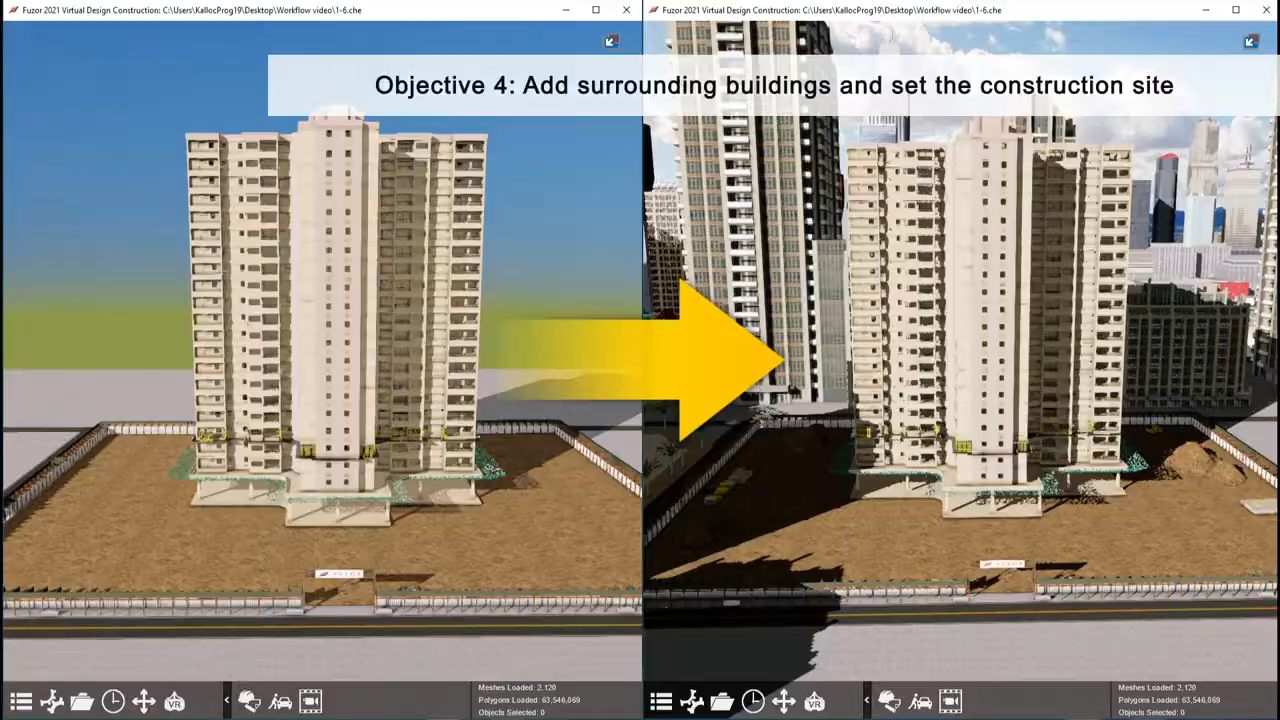 Fuzor 2021 Virtual Design Construction: C:\Users\KallocProg19\Desktop\Workflow video\1-6.che
Fuzor 2021 Virtual Design Construction: C:\Users\KallocProg19\Desktop\Workflow video\1-6.che
Objective 4: Add surrounding buildings and set the construction site
VR
Meshes Loaded: 2,120
Polygons Loaded: 63,546,869
Objects Selected: 0
VR
Meshes Loaded: 2,120
Polygons Loaded: 63,546,869
Objects Selected: 0